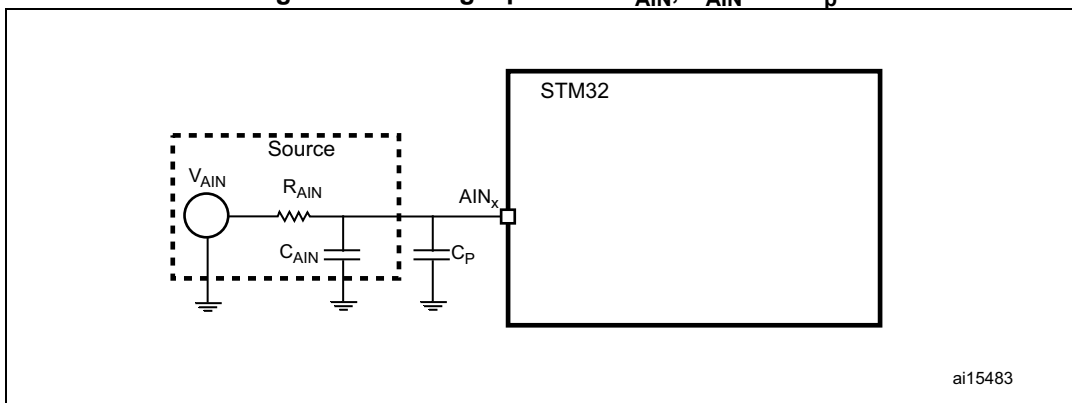 STM32
Source
VAIN
RAIN
AINx
CAIN
CP
ai15483